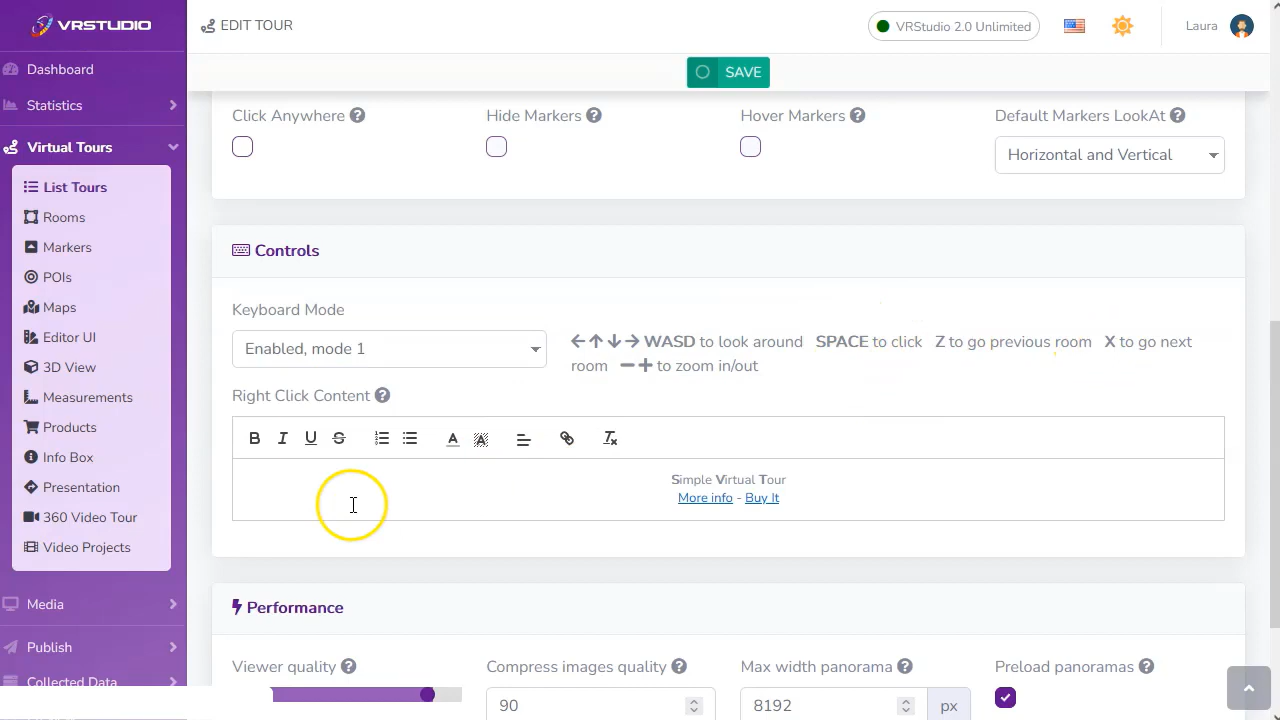 VRSTUDIO
EDIT TOUR
VRStudio 2.0 Unlimited
Laura
SAVE
Dashboard
Statistics
Virtual Tours
List Tours
Rooms
Markers
POIs
Maps
Editor UI
3D View
Measurements
Products
Info Box
Presentation
360 Video Tour
Video Projects
Media
Publish
Collected Data
Click Anywhere
Hide Markers
Hover Markers
Default Markers LookAt
Horizontal and Vertical
Controls
Keyboard Mode
Enabled, mode 1
WASD to look around SPACE to click Z to go previous room X to go next
room to zoom in/out
Right Click Content
Simple Virtual Tour
More info - Buy It
Performance
Viewer quality
Compress images quality
90
Max width panorama
8192 px
Preload panoramas